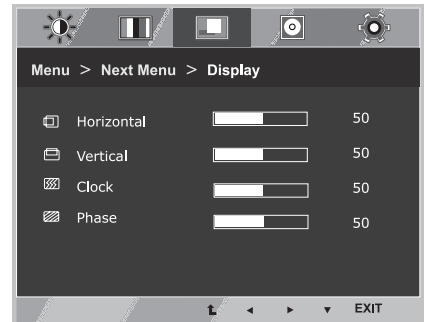 Menu > Next Menu > Display
Horizontal 50
Vertical 50
Clock 50
Phase 50
EXIT